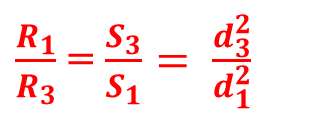 R₁/R₃ = S₃/S₁ = d₃²/d₁²